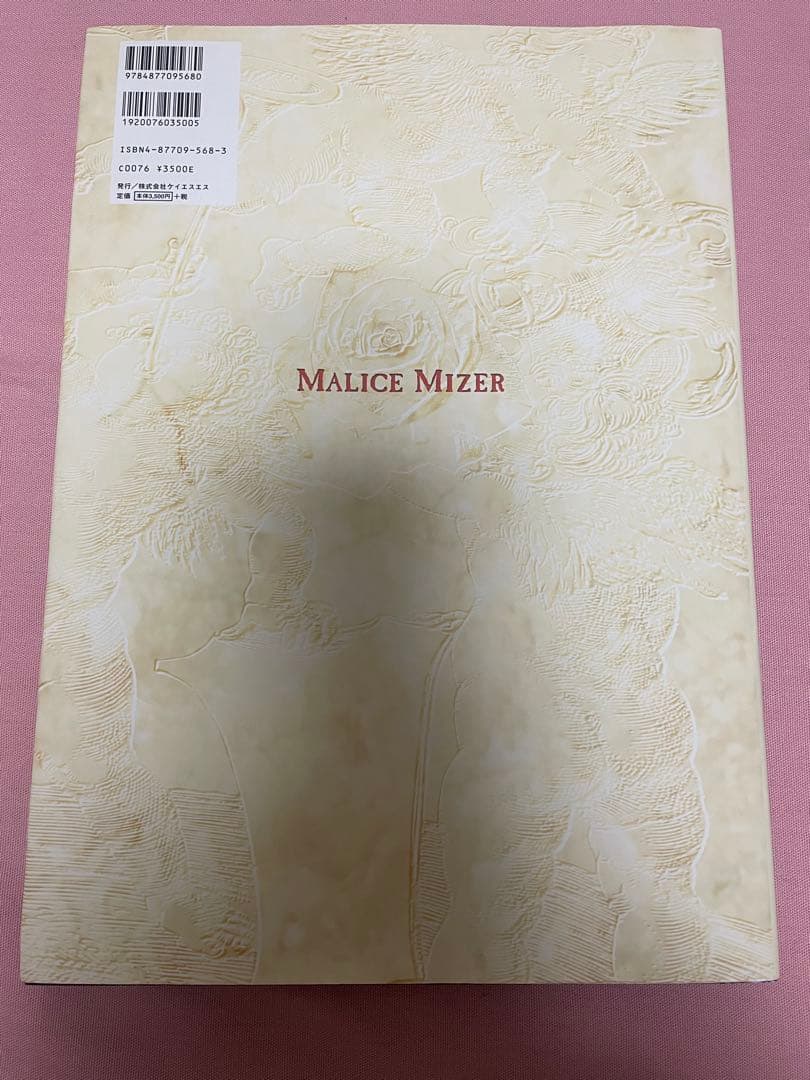 9784877095680
1920076035005
ISBN4-87709-568-3
C0076 ¥3500E
発行／株式会社ケイエスエス
定価 本体3,500円+税
MALICE MIZER